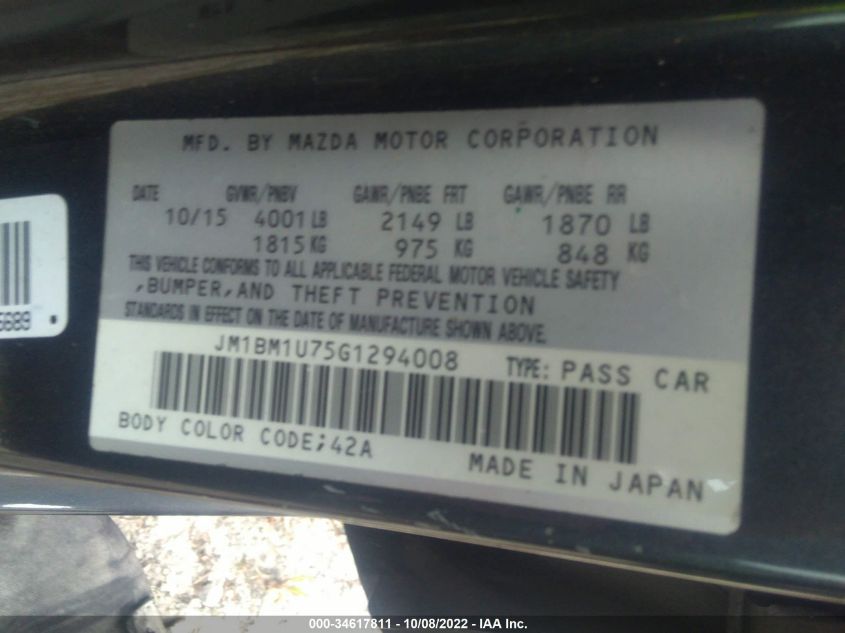 MFD. BY MAZDA MOTOR CORPORATION
DATE GVWR/PNBV GAWR/PNBE FRT GAWR/PNBE RR
10/15 4001 LB 2149 LB 1870 LB
1815 KG 975 KG 848 KG
THIS VEHICLE CONFORMS TO ALL APPLICABLE FEDERAL MOTOR VEHICLE SAFETY
,BUMPER,AND THEFT PREVENTION
STANDARDS IN EFFECT ON THE DATE OF MANUFACTURE SHOWN ABOVE.
JM1BM1U75G1294008 TYPE: PASS CAR
BODY COLOR CODE;42A
MADE IN JAPAN
000-34617811 - 10/08/2022 - IAA Inc.